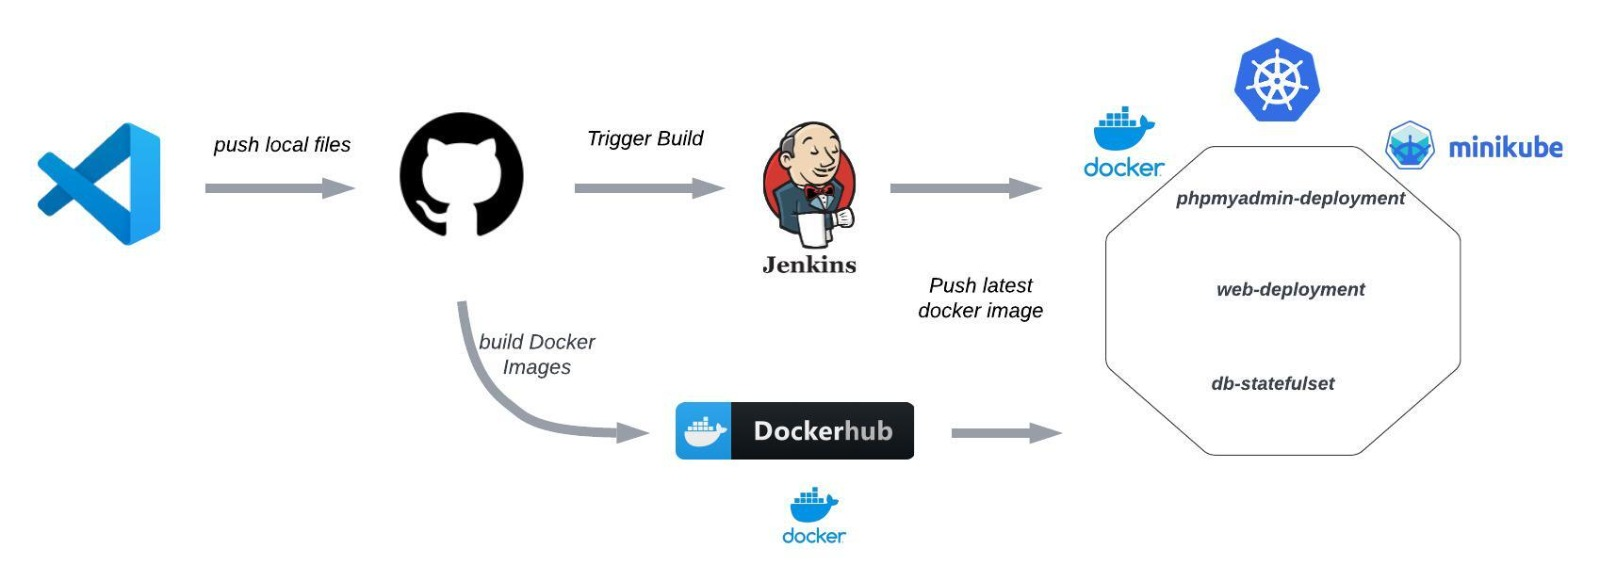 push local files
Trigger Build
Jenkins
docker
minikube
phpmyadmin-deployment
web-deployment
db-statefulset
Push latest
docker image
build Docker
Images
Dockerhub
docker